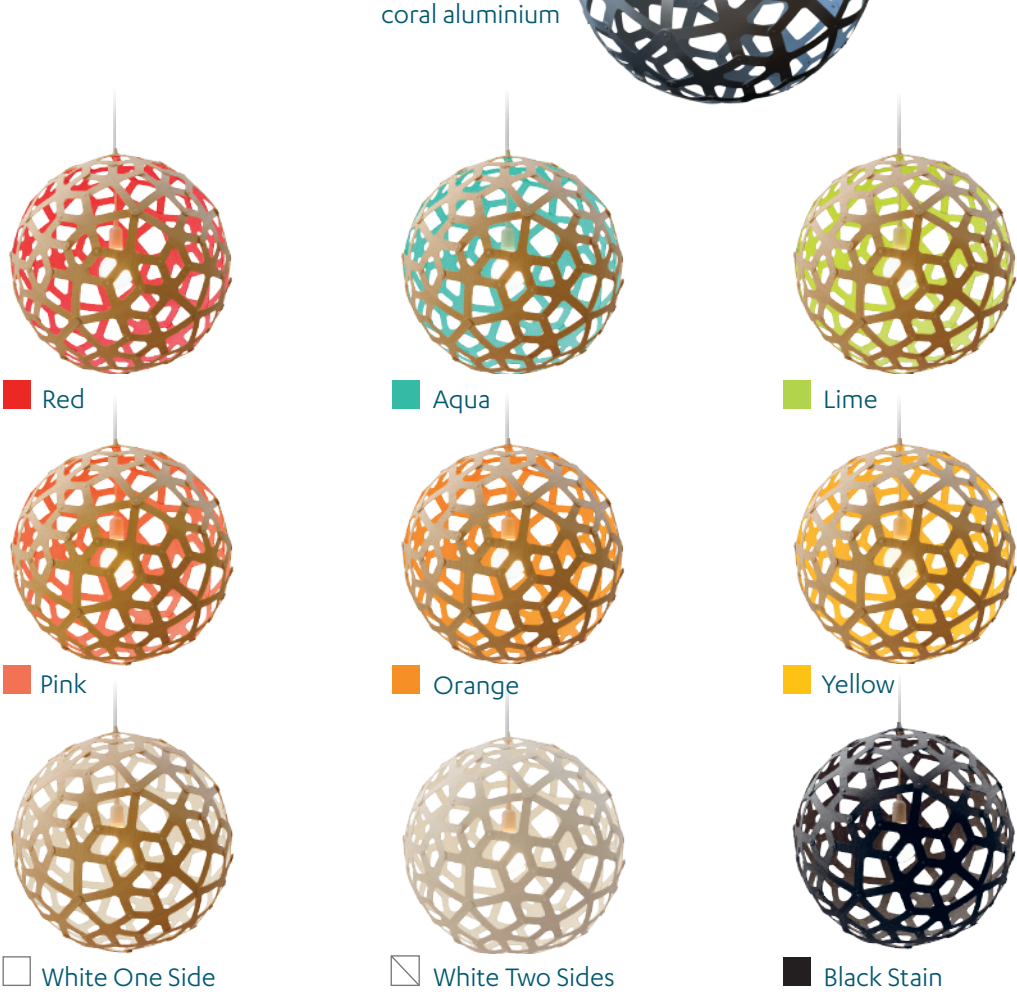 coral aluminium
Red
Aqua
Lime
Pink
Orange
Yellow
White One Side
White Two Sides
Black Stain